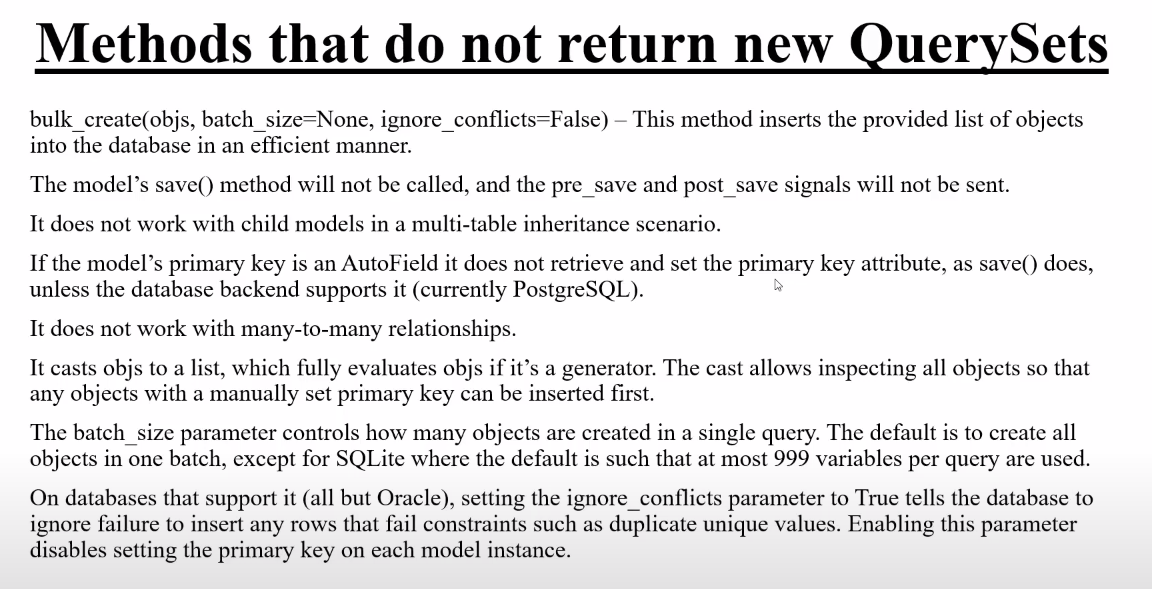 Methods that do not return new QuerySets
bulk_create(objs, batch_size=None, ignore_conflicts=False) – This method inserts the provided list of objects
into the database in an efficient manner.
The model’s save() method will not be called, and the pre_save and post_save signals will not be sent.
It does not work with child models in a multi-table inheritance scenario.
If the model’s primary key is an AutoField it does not retrieve and set the primary key attribute, as save() does,
unless the database backend supports it (currently PostgreSQL).
It does not work with many-to-many relationships.
It casts objs to a list, which fully evaluates objs if it’s a generator. The cast allows inspecting all objects so that
any objects with a manually set primary key can be inserted first.
The batch_size parameter controls how many objects are created in a single query. The default is to create all
objects in one batch, except for SQLite where the default is such that at most 999 variables per query are used.
On databases that support it (all but Oracle), setting the ignore_conflicts parameter to True tells the database to
ignore failure to insert any rows that fail constraints such as duplicate unique values. Enabling this parameter
disables setting the primary key on each model instance.